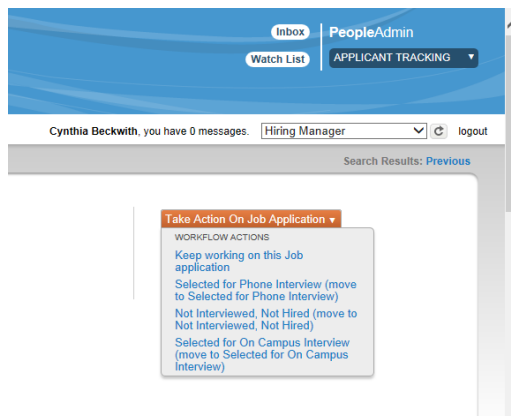 Inbox
PeopleAdmin
Watch List
APPLICANT TRACKING
Cynthia Beckwith, you have 0 messages.
Hiring Manager
logout
Search Results: Previous
Take Action On Job Application
WORKFLOW ACTIONS
Keep working on this Job
application
Selected for Phone Interview (move
to Selected for Phone Interview)
Not Interviewed, Not Hired (move to
Not Interviewed, Not Hired)
Selected for On Campus Interview
(move to Selected for On Campus
Interview)